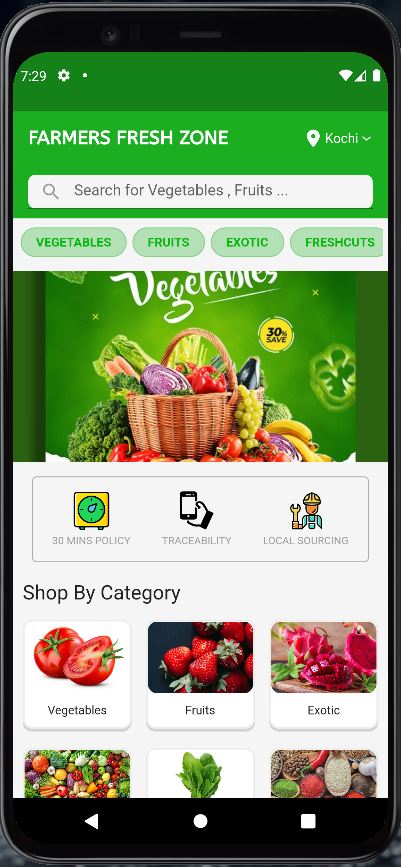 7:29
FARMERS FRESH ZONE
Kochi
Search for Vegetables , Fruits ...
VEGETABLES
FRUITS
EXOTIC
FRESHCUTS
Vegetables
30%
SAVE
30 MINS POLICY
TRACEABILITY
LOCAL SOURCING
Shop By Category
Vegetables
Fruits
Exotic